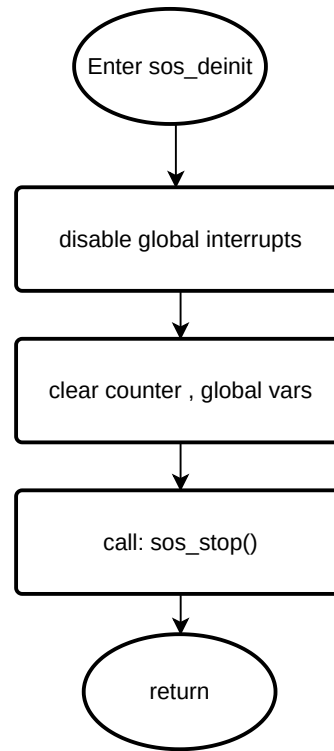 Enter sos_deinit
disable global interrupts
clear counter , global vars
call: sos_stop()
return